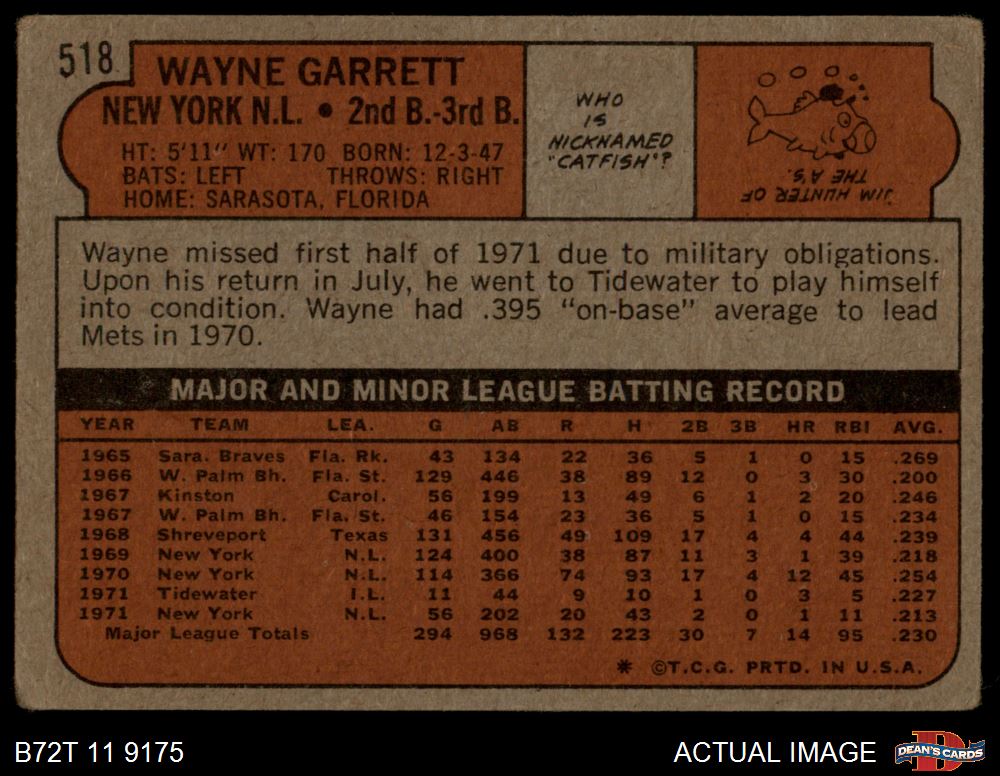 518
WAYNE GARRETT
NEW YORK N.L. • 2nd B.-3rd B.
HT: 5'11" WT: 170 BORN: 12-3-47
BATS: LEFT THROWS: RIGHT
HOME: SARASOTA, FLORIDA
WHO
IS
NICKNAMED
"CATFISH"?
JIM HUNTER OF
THE A'S.
Wayne missed first half of 1971 due to military obligations.
Upon his return in July, he went to Tidewater to play himself
into condition. Wayne had .395 "on-base" average to lead
Mets in 1970.
MAJOR AND MINOR LEAGUE BATTING RECORD
YEAR TEAM LEA. G AB R H 2B 3B HR RBI AVG.
1965 Sara. Braves Fla. Rk. 43 134 22 36 5 1 0 15 .269
1966 W. Palm Bh. Fla. St. 129 446 38 89 12 0 3 30 .200
1967 Kinston Carol. 56 199 13 49 6 1 2 20 .246
1967 W. Palm Bh. Fla. St. 46 154 23 36 5 1 0 15 .234
1968 Shreveport Texas 131 456 49 109 17 4 4 44 .239
1969 New York N.L. 124 400 38 87 11 3 1 39 .218
1970 New York N.L. 114 366 74 93 17 4 12 45 .254
1971 Tidewater I.L. 11 44 9 10 1 0 3 5 .227
1971 New York N.L. 56 202 20 43 2 0 1 11 .213
Major League Totals 294 968 132 223 30 7 14 95 .230
* ©T.C.G. PRTD. IN U.S.A.
B72T 11 9175
ACTUAL IMAGE
D
DEAN'S CARDS